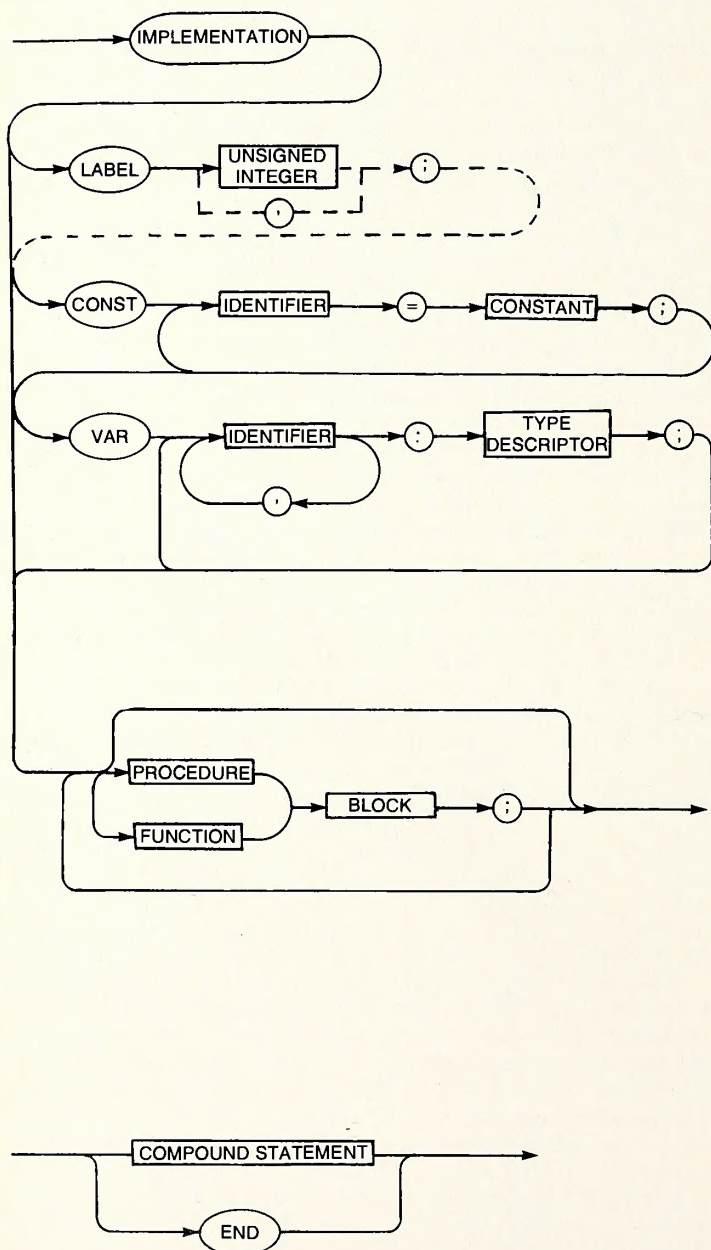 IMPLEMENTATION
LABEL
UNSIGNED
INTEGER
;
,
CONST
IDENTIFIER
=
CONSTANT
;
VAR
IDENTIFIER
:
TYPE
DESCRIPTOR
;
,
PROCEDURE
BLOCK
;
FUNCTION
COMPOUND STATEMENT
END